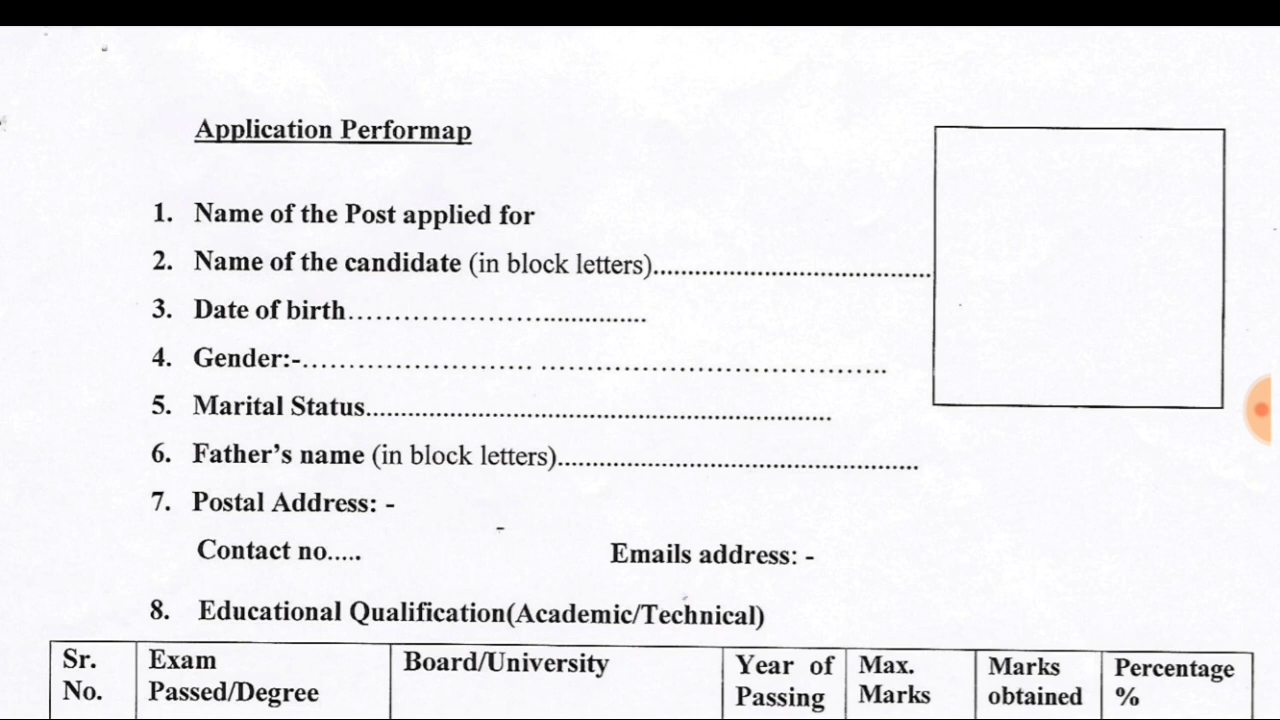 Application Performap
1. Name of the Post applied for
2. Name of the candidate (in block letters)........................................
3. Date of birth…………………...............
4. Gender:-……………………. ……………………………….
5. Marital Status..................................................................
6. Father's name (in block letters)....................................................
7. Postal Address: -
Contact no..... Emails address: -
8. Educational Qualification(Academic/Technical)
Sr. No. Exam Passed/Degree Board/University Year of Passing Max. Marks Marks obtained Percentage %